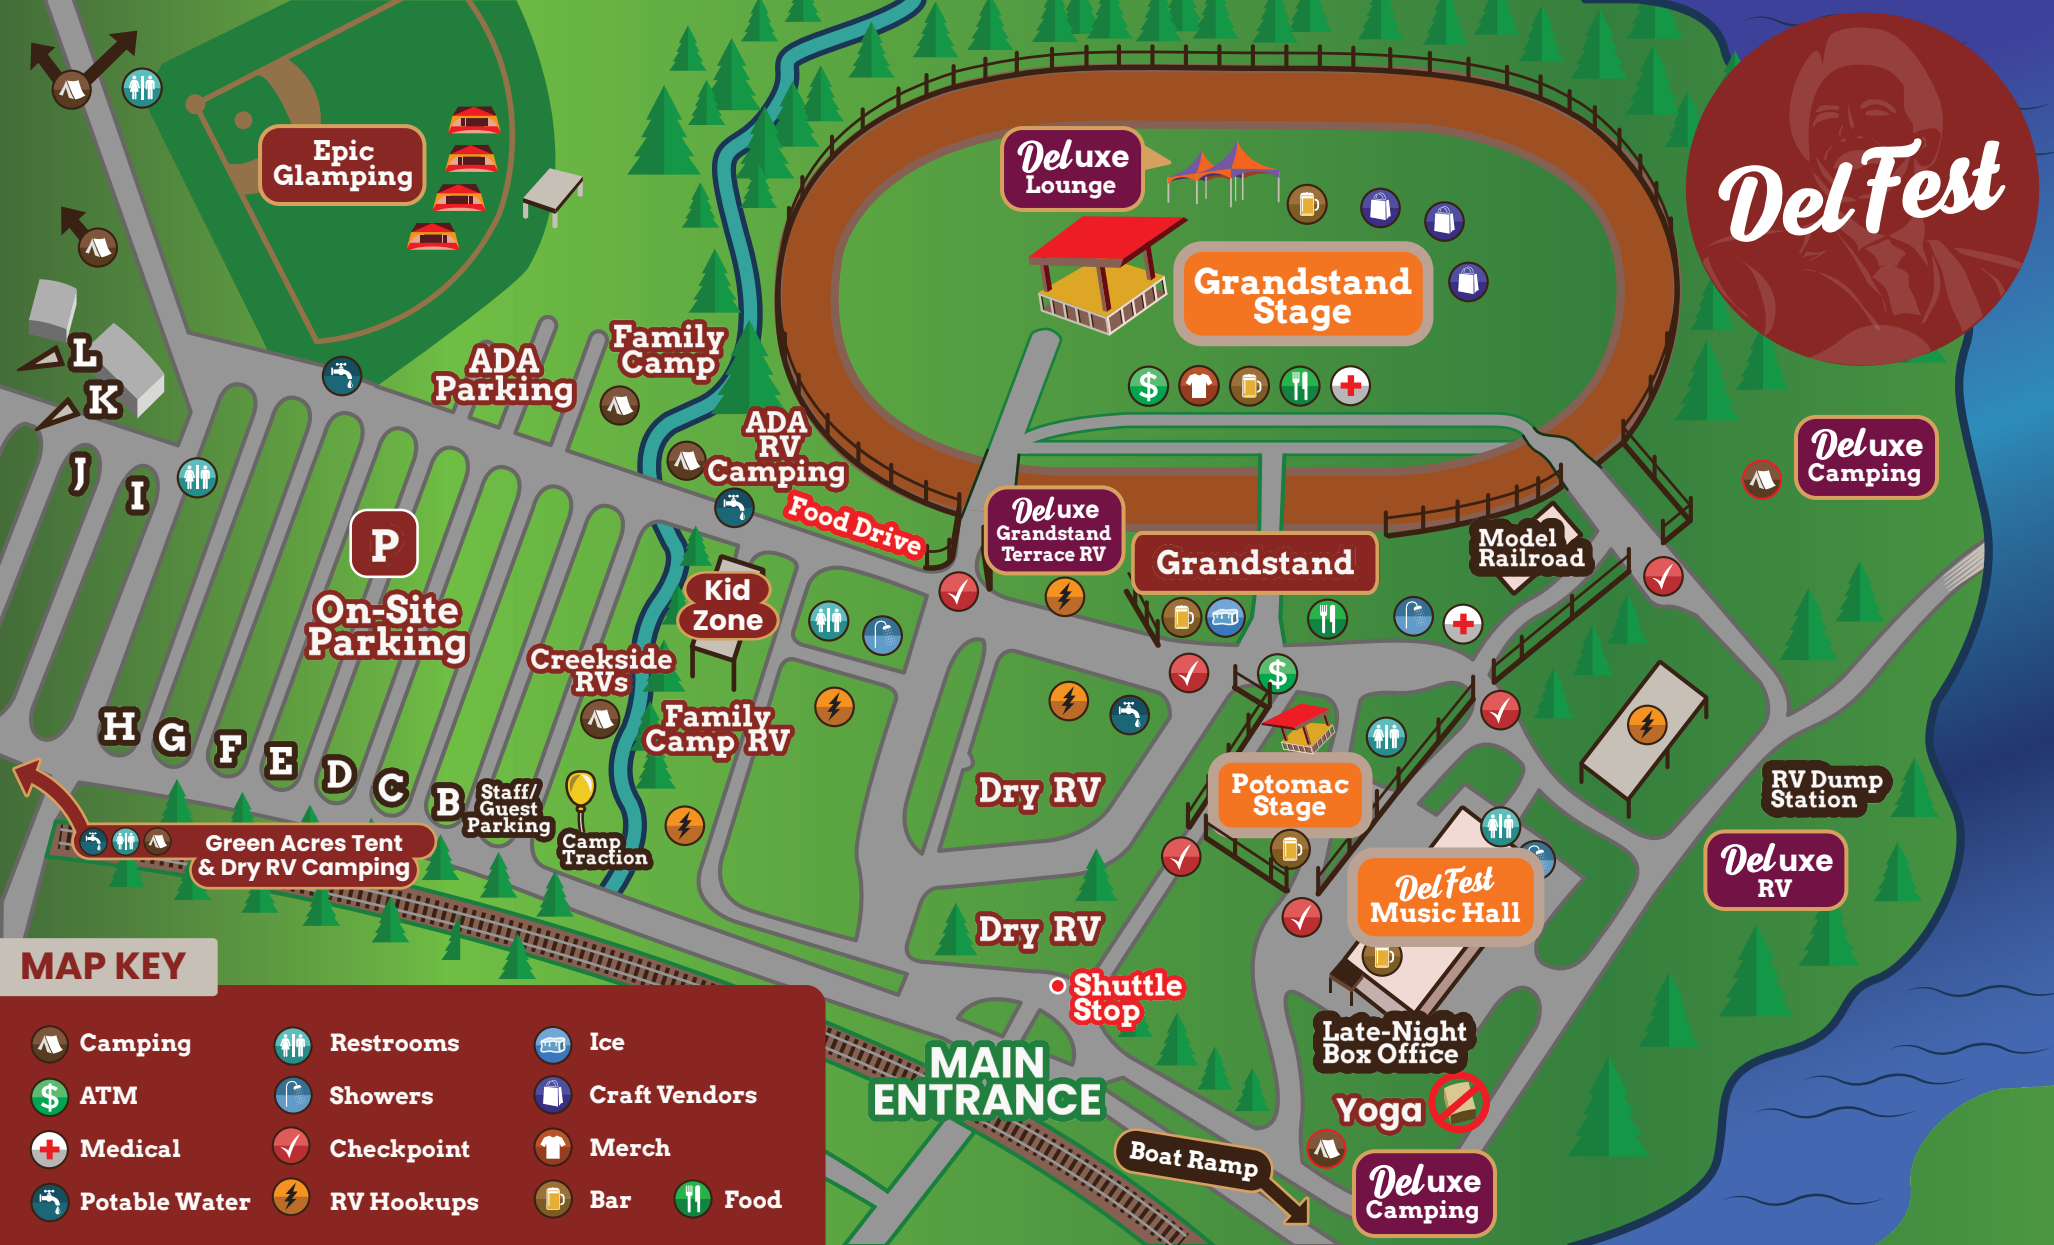 DelFest
Epic
Glamping
Deluxe
Lounge
Grandstand
Stage
$
L
K
J
I
ADA
Parking
Family
Camp
ADA
RV
Camping
Food Drive
Deluxe
Grandstand
Terrace RV
Grandstand
Model
Railroad
Deluxe
Camping
P
On-Site
Parking
Kid
Zone
Creekside
RVs
Family
Camp RV
$
Dry RV
Potomac
Stage
RV Dump
Station
Deluxe
RV
H
G
F
E
D
C
B
Staff/
Guest
Parking
Camp
Traction
Green Acres Tent
& Dry RV Camping
DelFest
Music Hall
Dry RV
Shuttle
Stop
Late-Night
Box Office
MAIN
ENTRANCE
Yoga
Boat Ramp
Deluxe
Camping
MAP KEY
Camping
Restrooms
Ice
$
ATM
Showers
Craft Vendors
Medical
Checkpoint
Merch
Potable Water
RV Hookups
Bar
Food